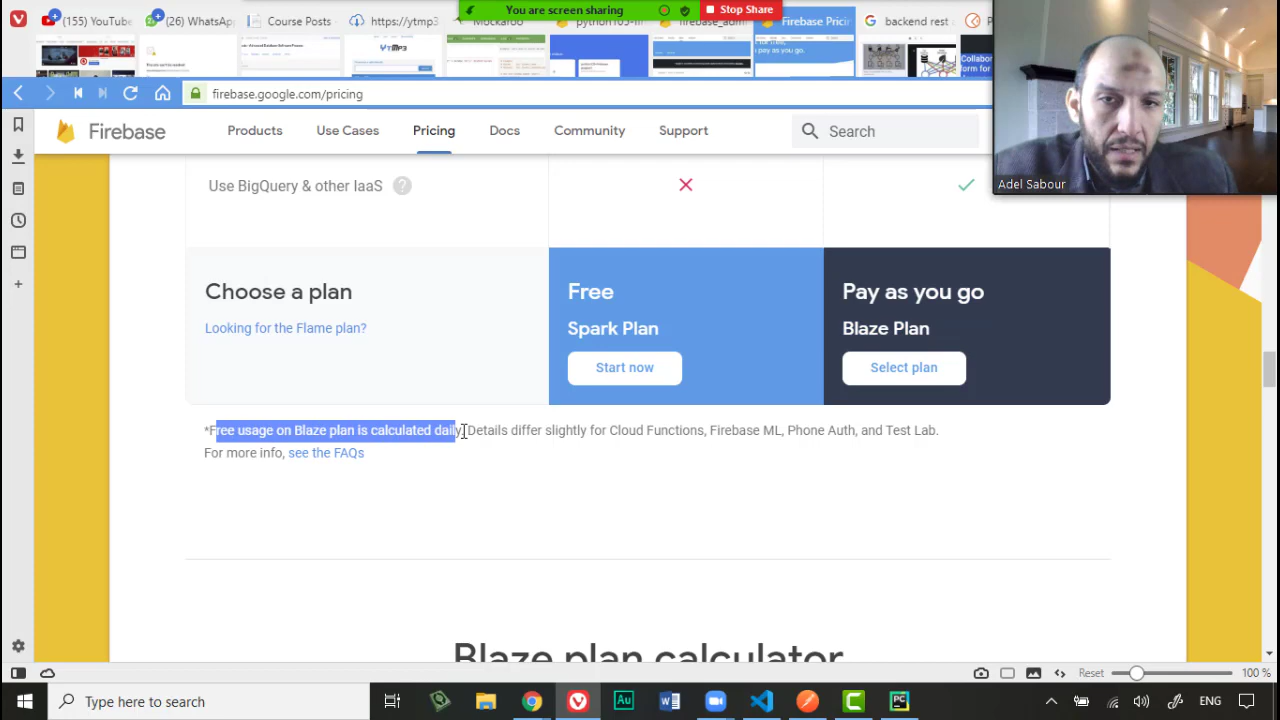 You are screen sharing
Stop Share
(155) YouTube
(26) WhatsApp
Course Posts
https://ytmp3
Mockaroo
Firebase Pricin
backend rest
firebase.google.com/pricing
Firebase
Products
Use Cases
Pricing
Docs
Community
Support
Search
Adel Sabour
Use BigQuery & other IaaS
Choose a plan
Looking for the Flame plan?
Free
Spark Plan
Start now
Pay as you go
Blaze Plan
Select plan
*Free usage on Blaze plan is calculated daily. Details differ slightly for Cloud Functions, Firebase ML, Phone Auth, and Test Lab.
For more info, see the FAQs
Blaze plan calculator
Reset
100 %
Type here to search
ENG